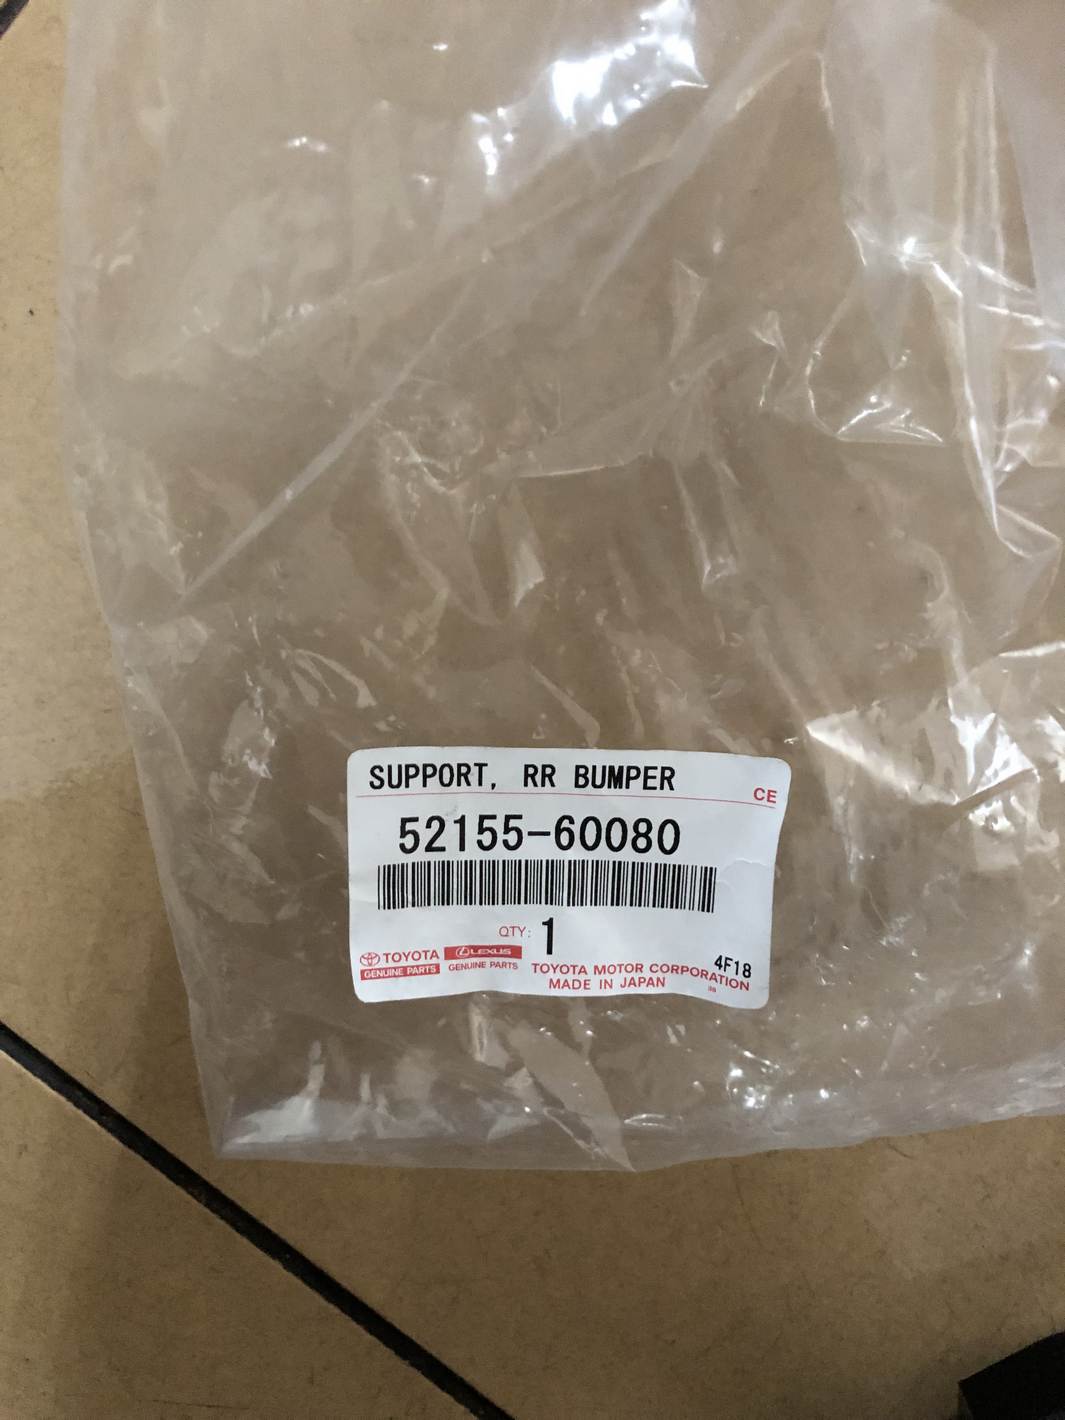 SUPPORT, RR BUMPER
CE
52155-60080
QTY: 1
4F18
TOYOTA
GENUINE PARTS
LEXUS
GENUINE PARTS
TOYOTA MOTOR CORPORATION
MADE IN JAPAN